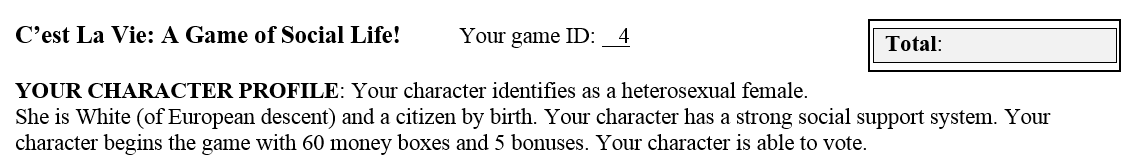 C’est La Vie: A Game of Social Life! Your game ID: __4
Total:
YOUR CHARACTER PROFILE: Your character identifies as a heterosexual female.
She is White (of European descent) and a citizen by birth. Your character has a strong social support system. Your
character begins the game with 60 money boxes and 5 bonuses. Your character is able to vote.